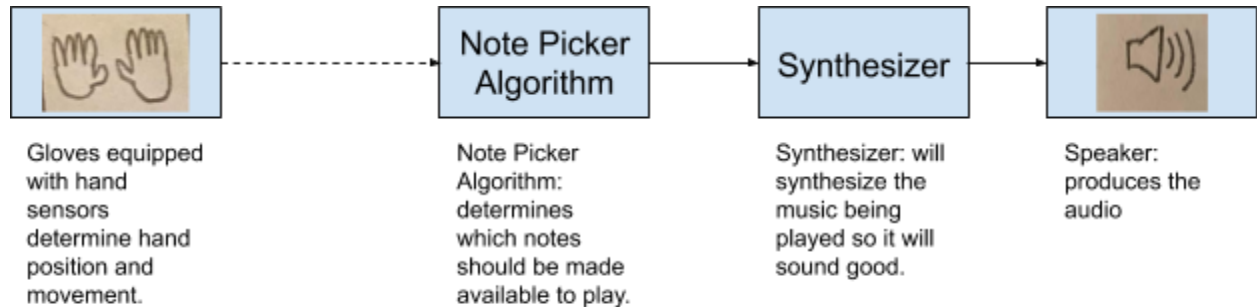 Note Picker
Algorithm
Synthesizer
Gloves equipped
with hand
sensors
determine hand
position and
movement.
Note Picker
Algorithm:
determines
which notes
should be made
available to play.
Synthesizer: will
synthesize the
music being
played so it will
sound good.
Speaker:
produces the
audio